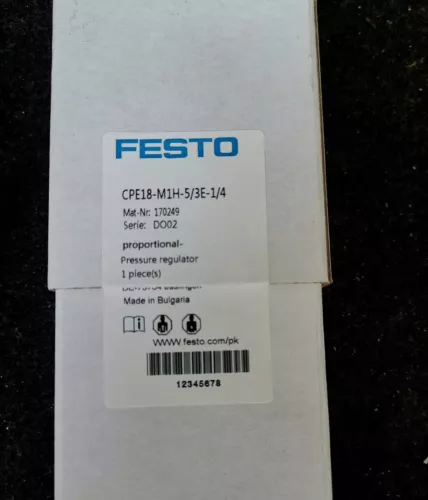 FESTO
CPE18-M1H-5/3E-1/4
Mat-Nr: 170249
Serie: DO02
proportional-
Pressure regulator
1 piece(s)
Made in Bulgaria
WWW.festo.com/pk
12345678